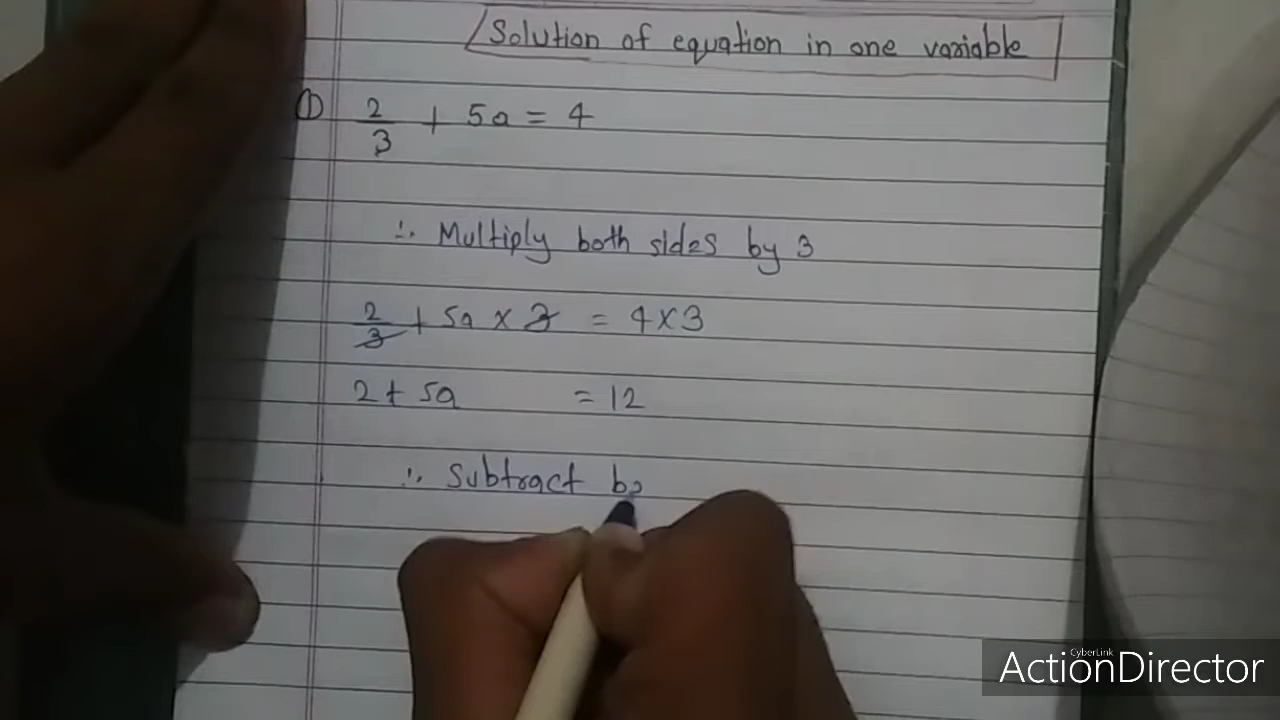 Solution of equation in one variable
① 2/3 + 5a = 4
∴ Multiply both sides by 3
2/3 + 5a × 3 = 4×3
2 + 5a = 12
∴ Subtract
CyberLink
ActionDirector